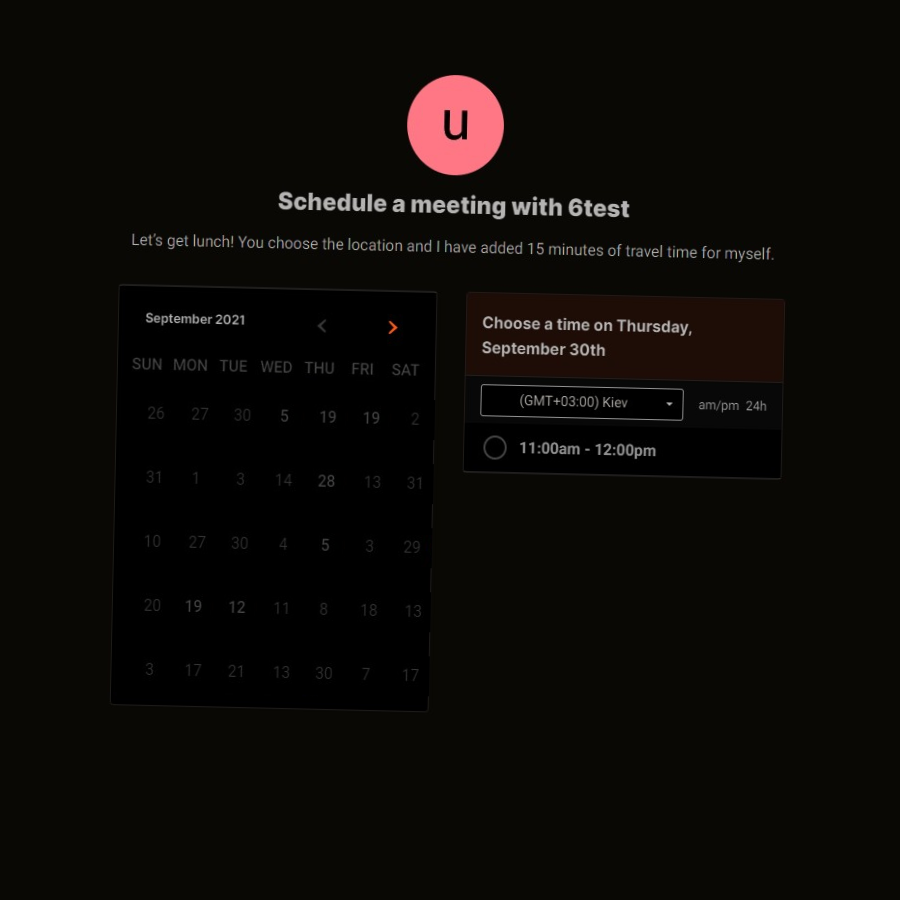 u
Schedule a meeting with 6test
Let's get lunch! You choose the location and I have added 15 minutes of travel time for myself.
September 2021
SUN MON TUE WED THU FRI SAT
26 27 30 5 19 19 2
31 1 3 14 28 13 31
10 27 30 4 5 3 29
20 19 12 11 8 18 13
3 17 21 13 30 7 17
Choose a time on Thursday,
September 30th
(GMT+03:00) Kiev am/pm 24h
11:00am - 12:00pm